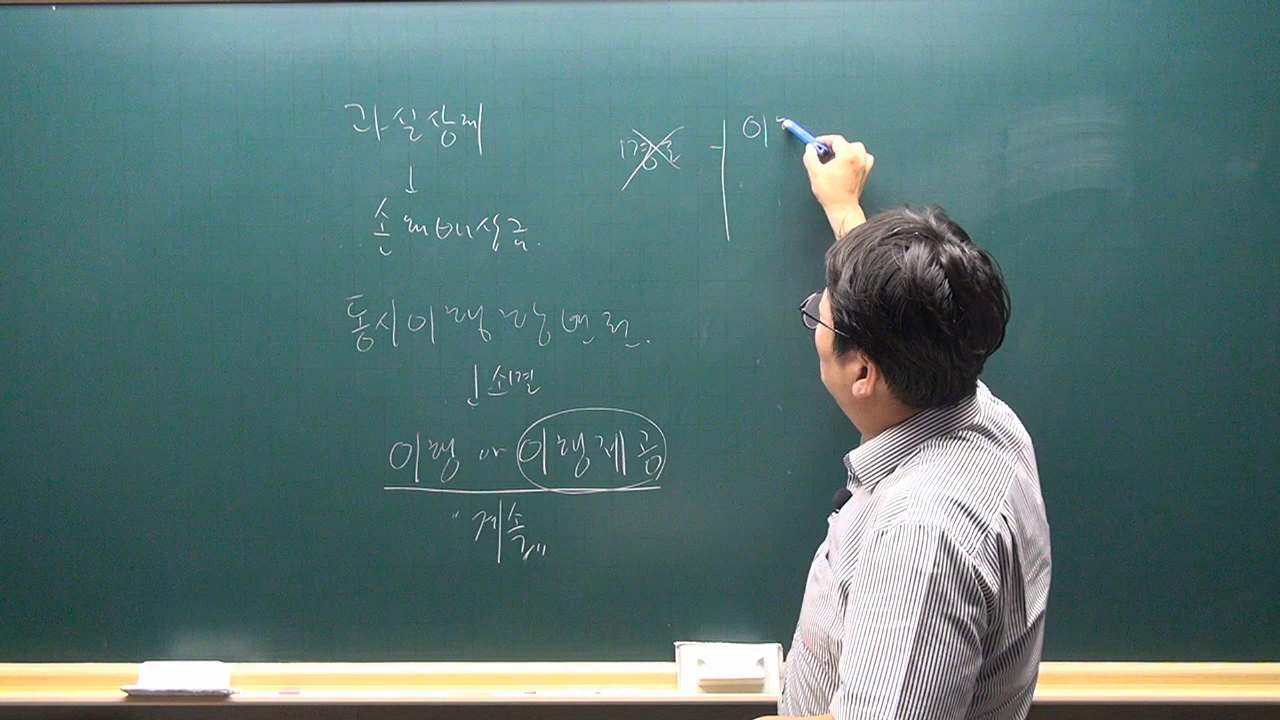 과실상계
↓
손해배상금.
동시이행항변권.
↓ 소멸
이행 or 이행제공
"계속"
이